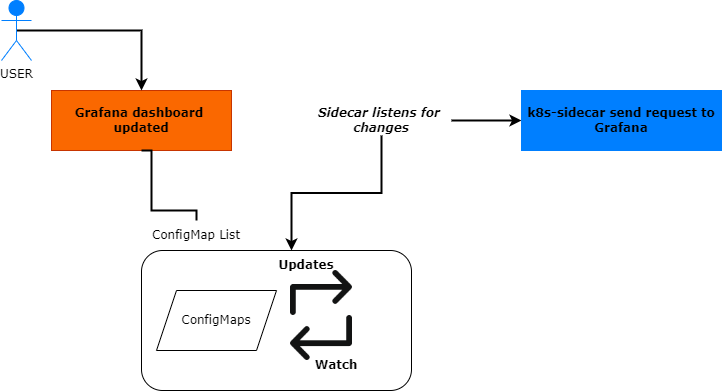 USER
Grafana dashboard
updated
Sidecar listens for
changes
k8s-sidecar send request to
Grafana
ConfigMap List
Updates
ConfigMaps
Watch